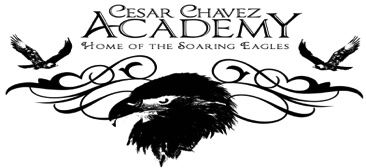 CESAR CHAVEZ
ACADEMY
HOME OF THE SOARING EAGLES